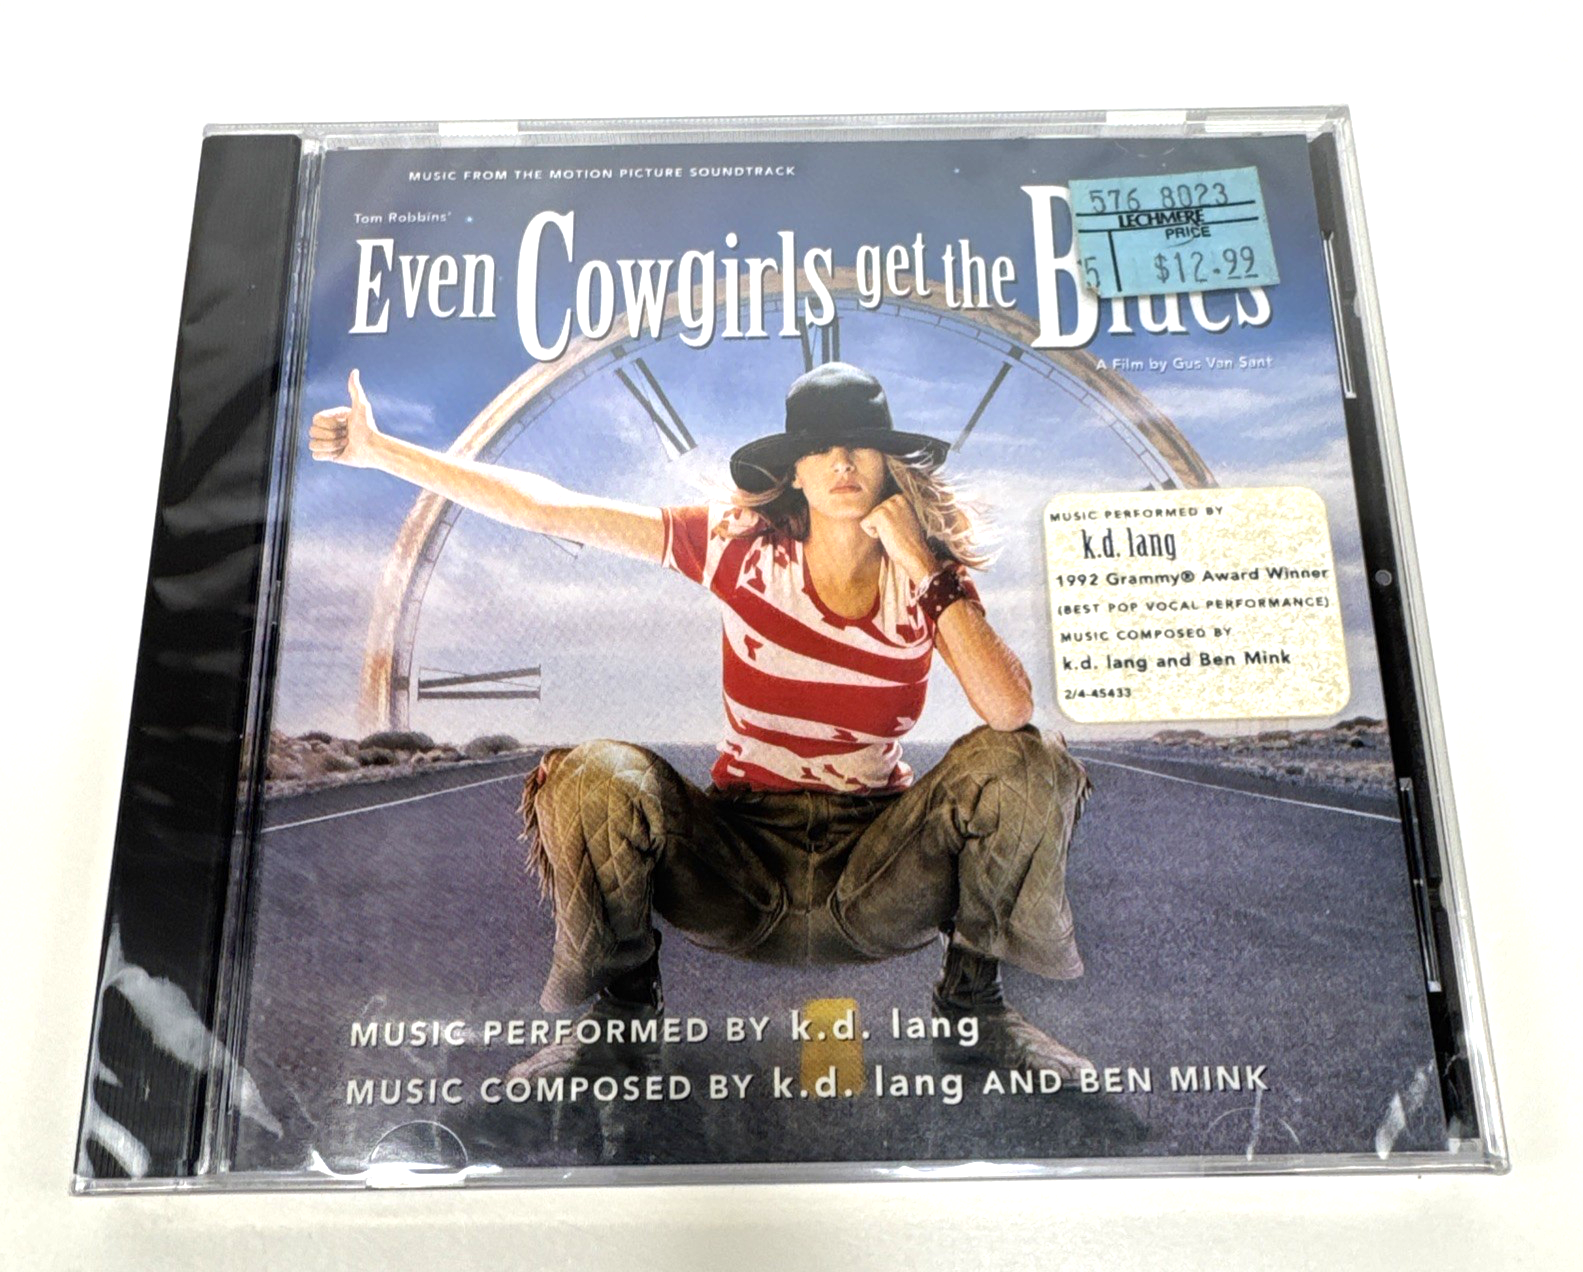 MUSIC FROM THE MOTION PICTURE SOUNDTRACK
Tom Robbins'
Even Cowgirls get the Blues
A Film by Gus Van Sant
576 8023
LECHMERE
PRICE
5 $12.99
MUSIC PERFORMED BY
k.d. lang
1992 Grammy® Award Winner
(BEST POP VOCAL PERFORMANCE)
MUSIC COMPOSED BY
k.d. lang and Ben Mink
2/4-45433
MUSIC PERFORMED BY k.d. lang
MUSIC COMPOSED BY k.d. lang AND BEN MINK